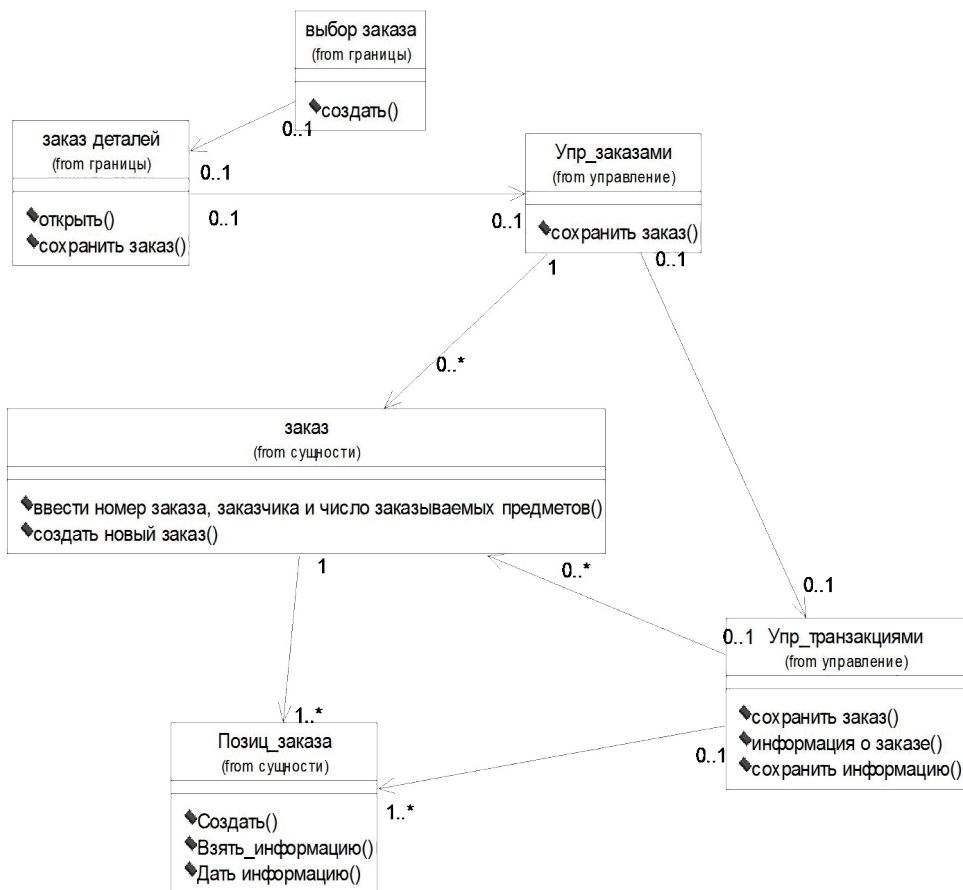 выбор заказа
(from границы)
создать()
0..1
заказ деталей
(from границы)
0..1
открыть()
сохранить заказ()
0..1
Упр_заказами
(from управление)
0..1
сохранить заказ()
1
0..1
0..*
заказ
(from сущности)
ввести номер заказа, заказчика и число заказываемых предметов()
создать новый заказ()
1
0..*
0..1
0..1
Упр_транзакциями
(from управление)
сохранить заказ()
информация о заказе()
сохранить информацию()
0..1
1..*
Позиц_заказа
(from сущности)
1..*
Создать()
Взять_информацию()
Дать информацию()